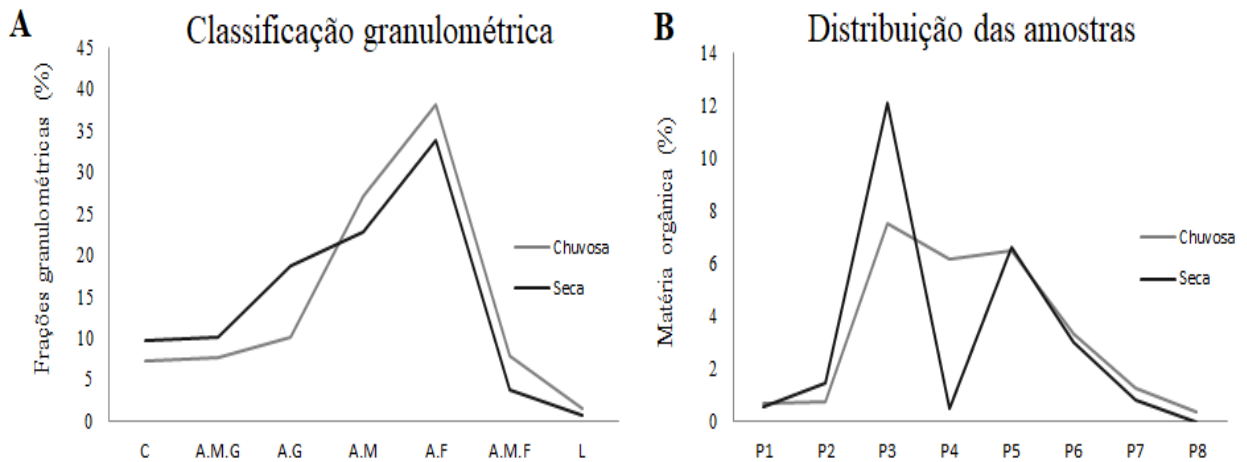 A
Classificação granulométrica
Frações granulométricas (%)
45
40
35
30
25
20
15
10
5
0
C A.M.G A.G A.M A.F A.M.F L
Chuvosa
Seca
B
Distribuição das amostras
Matéria orgânica (%)
14
12
10
8
6
4
2
0
P1 P2 P3 P4 P5 P6 P7 P8
Chuvosa
Seca